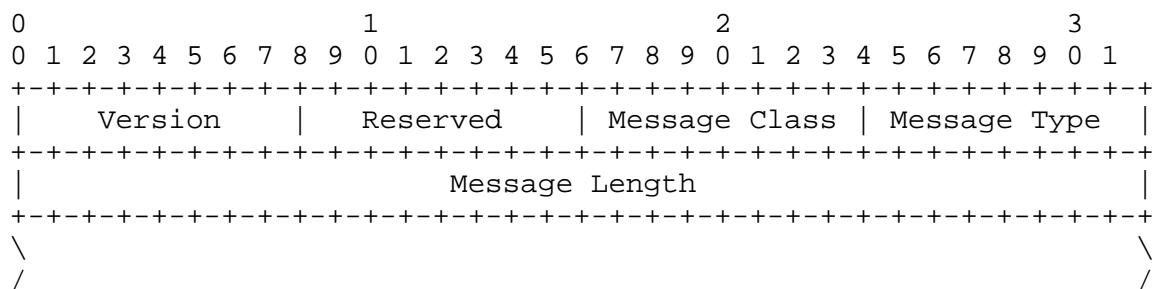 0                   1                   2                   3
0 1 2 3 4 5 6 7 8 9 0 1 2 3 4 5 6 7 8 9 0 1 2 3 4 5 6 7 8 9 0 1
+-+-+-+-+-+-+-+-+-+-+-+-+-+-+-+-+-+-+-+-+-+-+-+-+-+-+-+-+-+-+-+-+
|    Version    |   Reserved    | Message Class | Message Type  |
+-+-+-+-+-+-+-+-+-+-+-+-+-+-+-+-+-+-+-+-+-+-+-+-+-+-+-+-+-+-+-+-+
|                        Message Length                         |
+-+-+-+-+-+-+-+-+-+-+-+-+-+-+-+-+-+-+-+-+-+-+-+-+-+-+-+-+-+-+-+-+
\                                                               \
/                                                               /